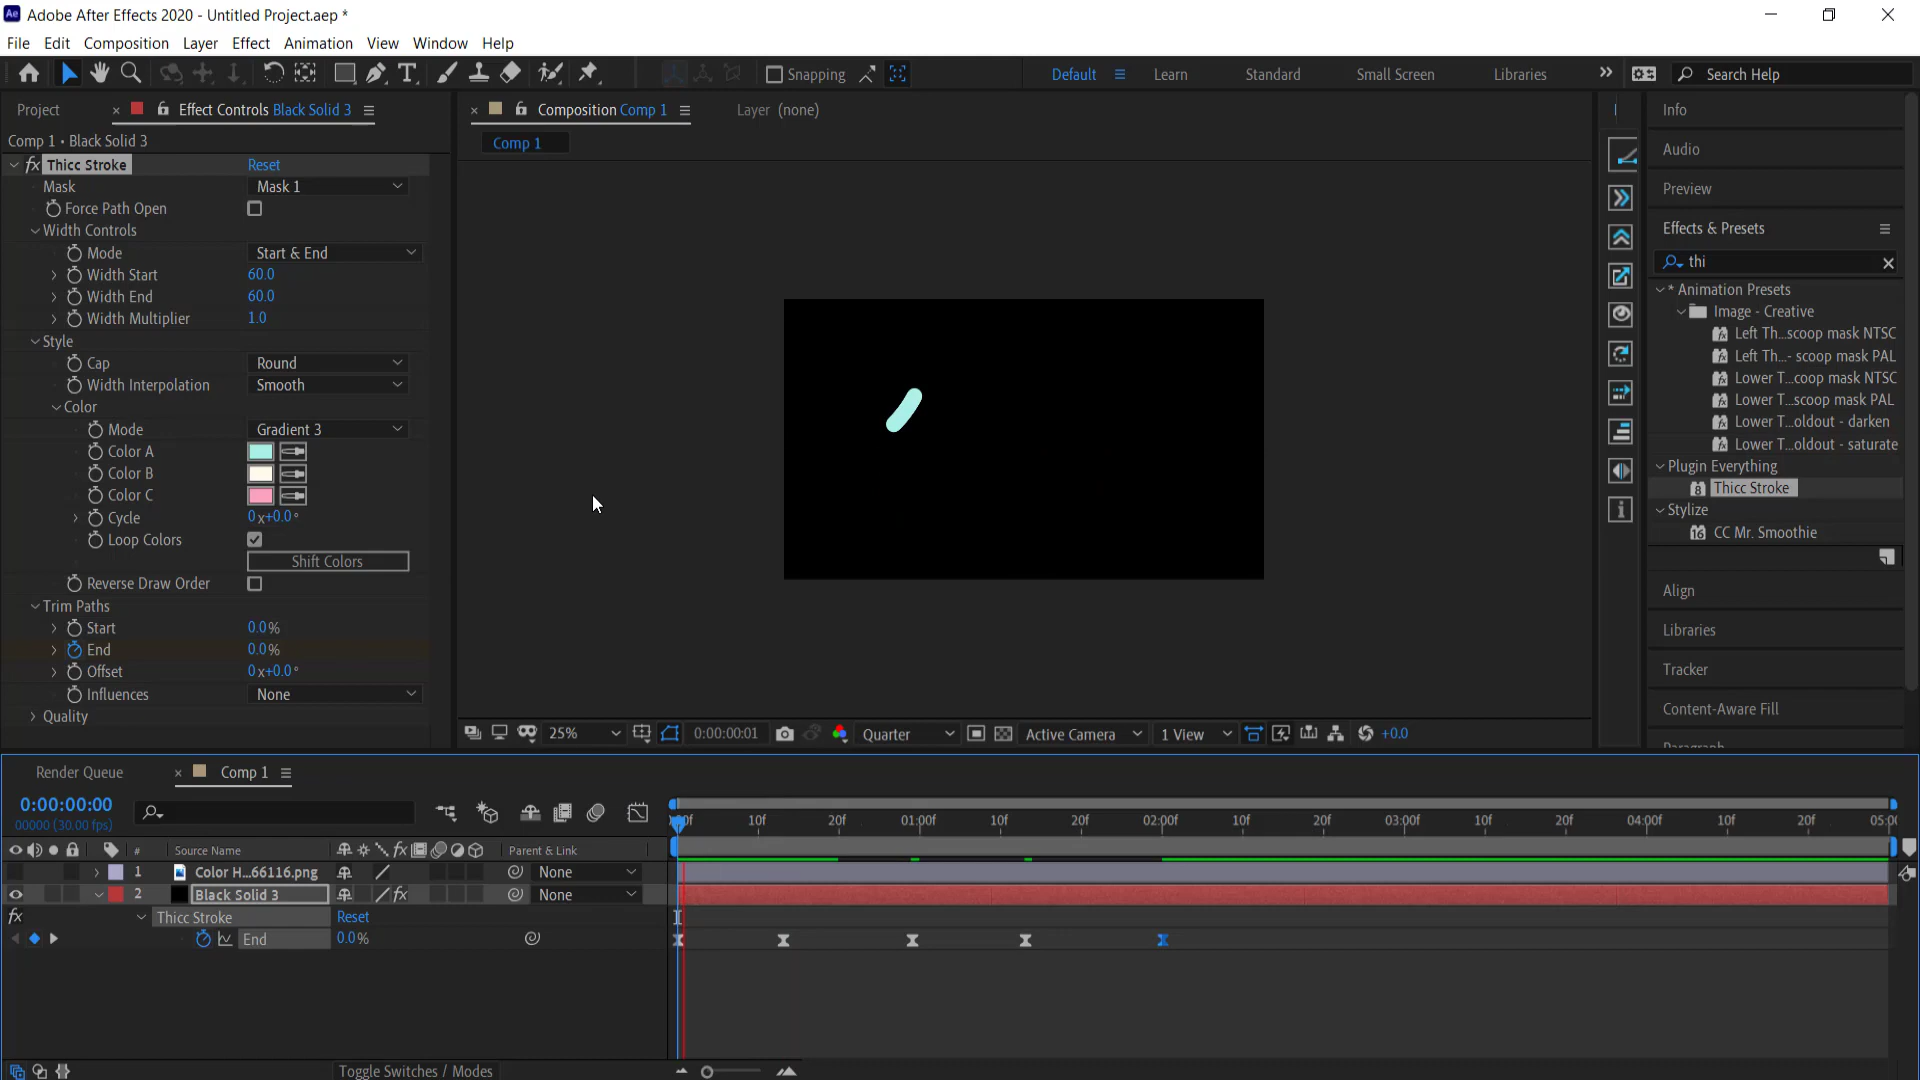 Adobe After Effects 2020 - Untitled Project.aep *
File Edit Composition Layer Effect Animation View Window Help
Snapping
Default Learn Standard Small Screen Libraries
Search Help
Project
Effect Controls Black Solid 3
Comp 1 • Black Solid 3
fx Thicc Stroke Reset
Mask Mask 1
Force Path Open
Width Controls
Mode Start & End
Width Start 60.0
Width End 60.0
Width Multiplier 1.0
Style
Cap Round
Width Interpolation Smooth
Color
Mode Gradient 3
Color A
Color B
Color C
Cycle 0x+0.0°
Loop Colors
Shift Colors
Reverse Draw Order
Trim Paths
Start 0.0%
End 0.0%
Offset 0x+0.0°
Influences None
Quality
Composition Comp 1
Layer (none)
Comp 1
25% 0:00:00:01 Quarter Active Camera 1 View +0.0
Info
Audio
Preview
Effects & Presets
thi
* Animation Presets
Image - Creative
Left Th...scoop mask NTSC
Left Th...- scoop mask PAL
Lower T...coop mask NTSC
Lower T...scoop mask PAL
Lower T...oldout - darken
Lower T...oldout - saturate
Plugin Everything
Thicc Stroke
Stylize
CC Mr. Smoothie
Align
Libraries
Tracker
Content-Aware Fill
Paragraph
Render Queue Comp 1
0:00:00:00
00000 (30.00 fps)
10f 20f 01:00f 10f 20f 02:00f 10f 20f 03:00f 10f 20f 04:00f 10f 20f
# Source Name Parent & Link
1 Color H...66116.png None
2 Black Solid 3 fx None
fx Thicc Stroke Reset
End 0.0%
Toggle Switches / Modes